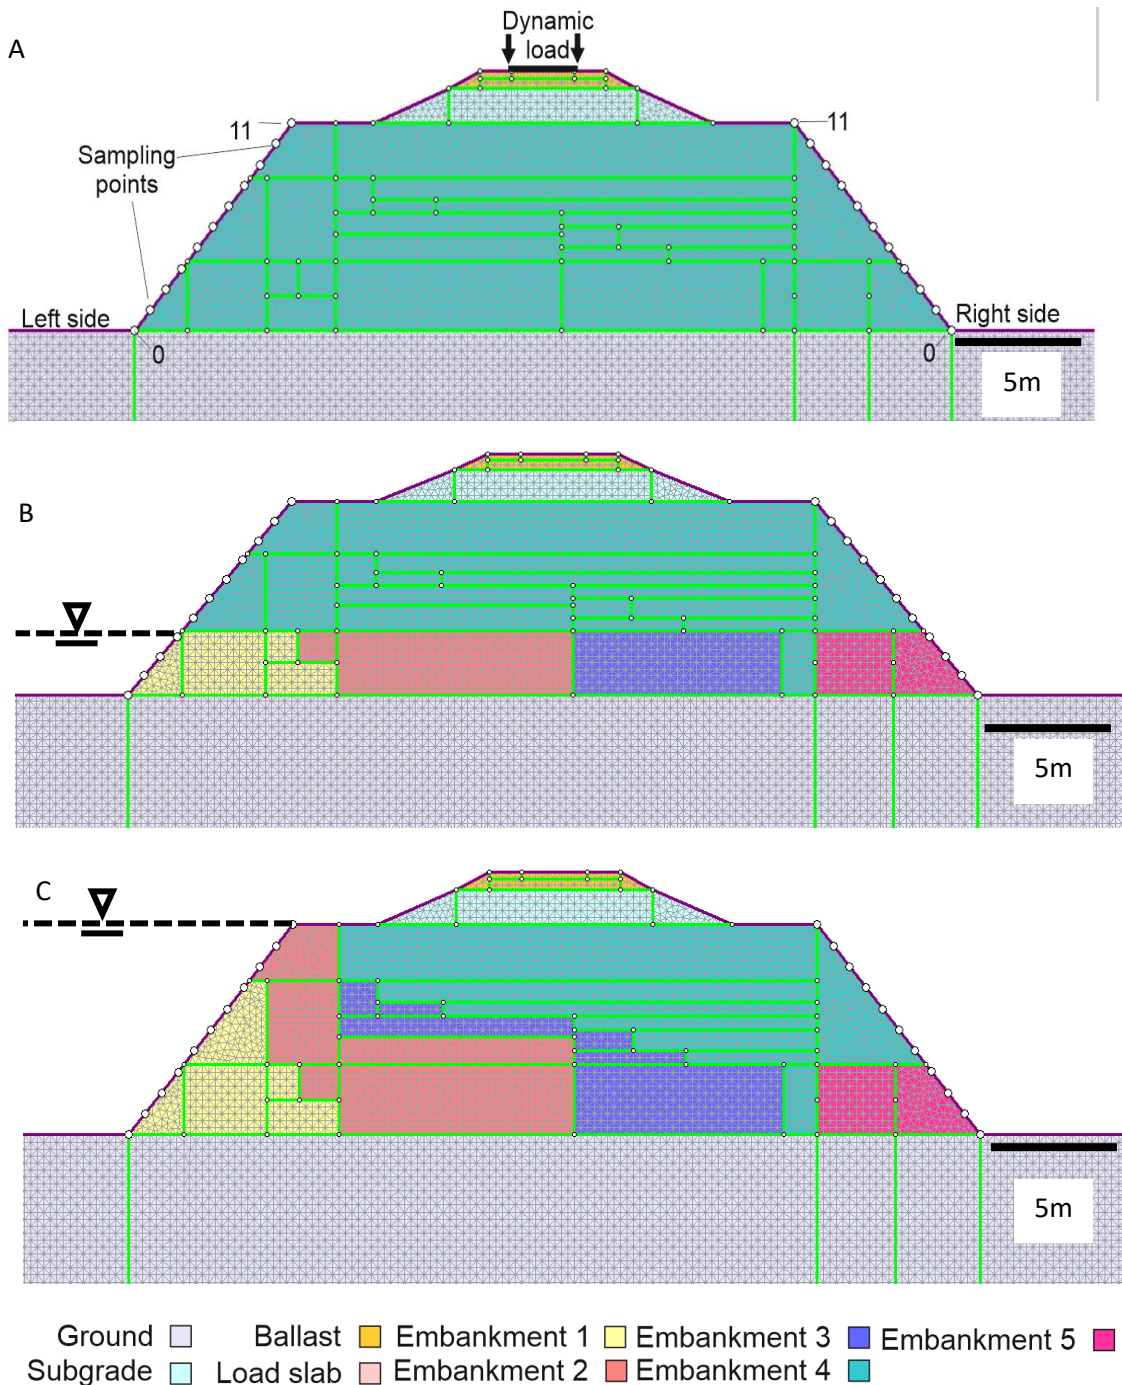 A
Dynamic
load
11
11
Sampling
points
Left side
Right side
0
0
5m
B
5m
C
5m
Ground Ballast Embankment 1 Embankment 3 Embankment 5
Subgrade Load slab Embankment 2 Embankment 4